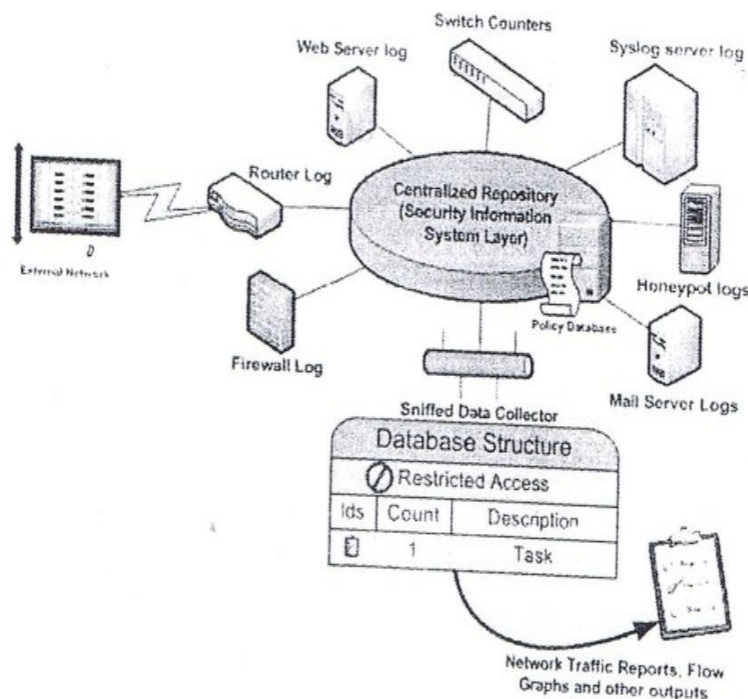 Switch Counters
Web Server log
Syslog server log
Router Log
Centralized Repository
(Security Information
System Layer)
External Network
Honeypot logs
Policy Database
Firewall Log
Mail Server Logs
Sniffed Data Collector
Database Structure
Restricted Access
Ids Count Description
1 Task
Network Traffic Reports, Flow
Graphs and other outputs